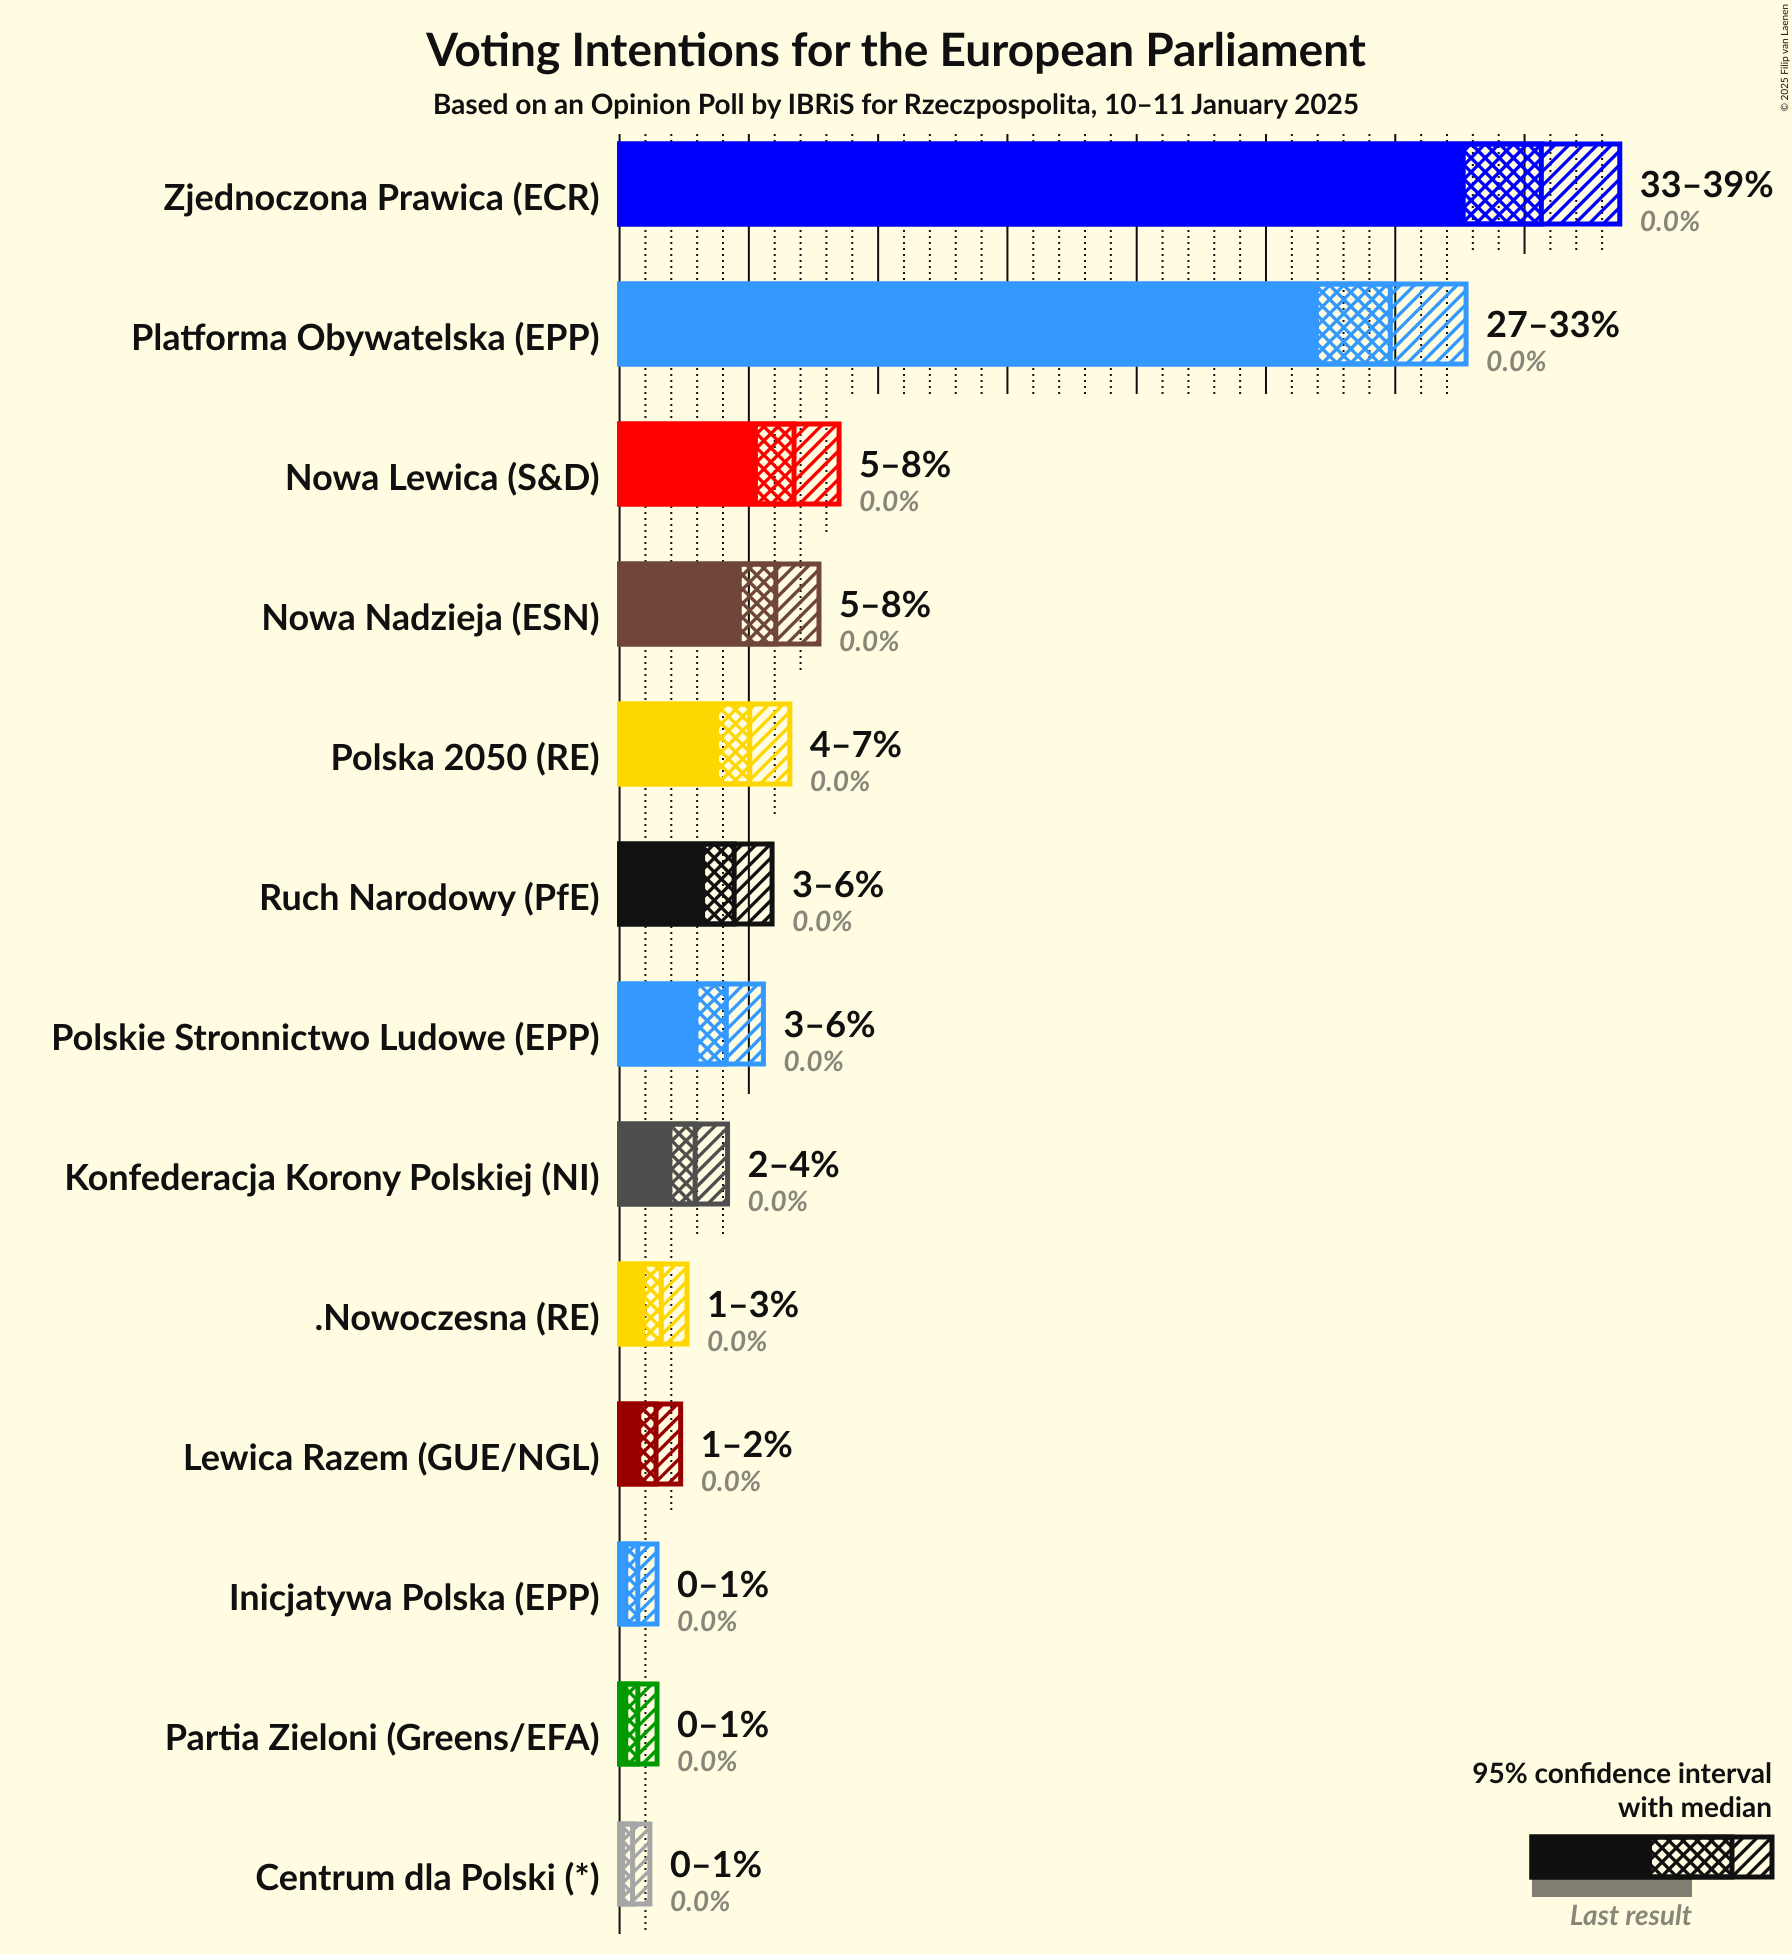 Voting Intentions for the European Parliament
Based on an Opinion Poll by IBRiS for Rzeczpospolita, 10–11 January 2025
© 2025 Filip van Laenen
Zjednoczona Prawica (ECR)
33–39%
0.0%
Platforma Obywatelska (EPP)
27–33%
0.0%
Nowa Lewica (S&D)
5–8%
0.0%
Nowa Nadzieja (ESN)
5–8%
0.0%
Polska 2050 (RE)
4–7%
0.0%
Ruch Narodowy (PfE)
3–6%
0.0%
Polskie Stronnictwo Ludowe (EPP)
3–6%
0.0%
Konfederacja Korony Polskiej (NI)
2–4%
0.0%
.Nowoczesna (RE)
1–3%
0.0%
Lewica Razem (GUE/NGL)
1–2%
0.0%
Inicjatywa Polska (EPP)
0–1%
0.0%
Partia Zieloni (Greens/EFA)
0–1%
0.0%
Centrum dla Polski (*)
0–1%
0.0%
95% confidence interval
with median
Last result